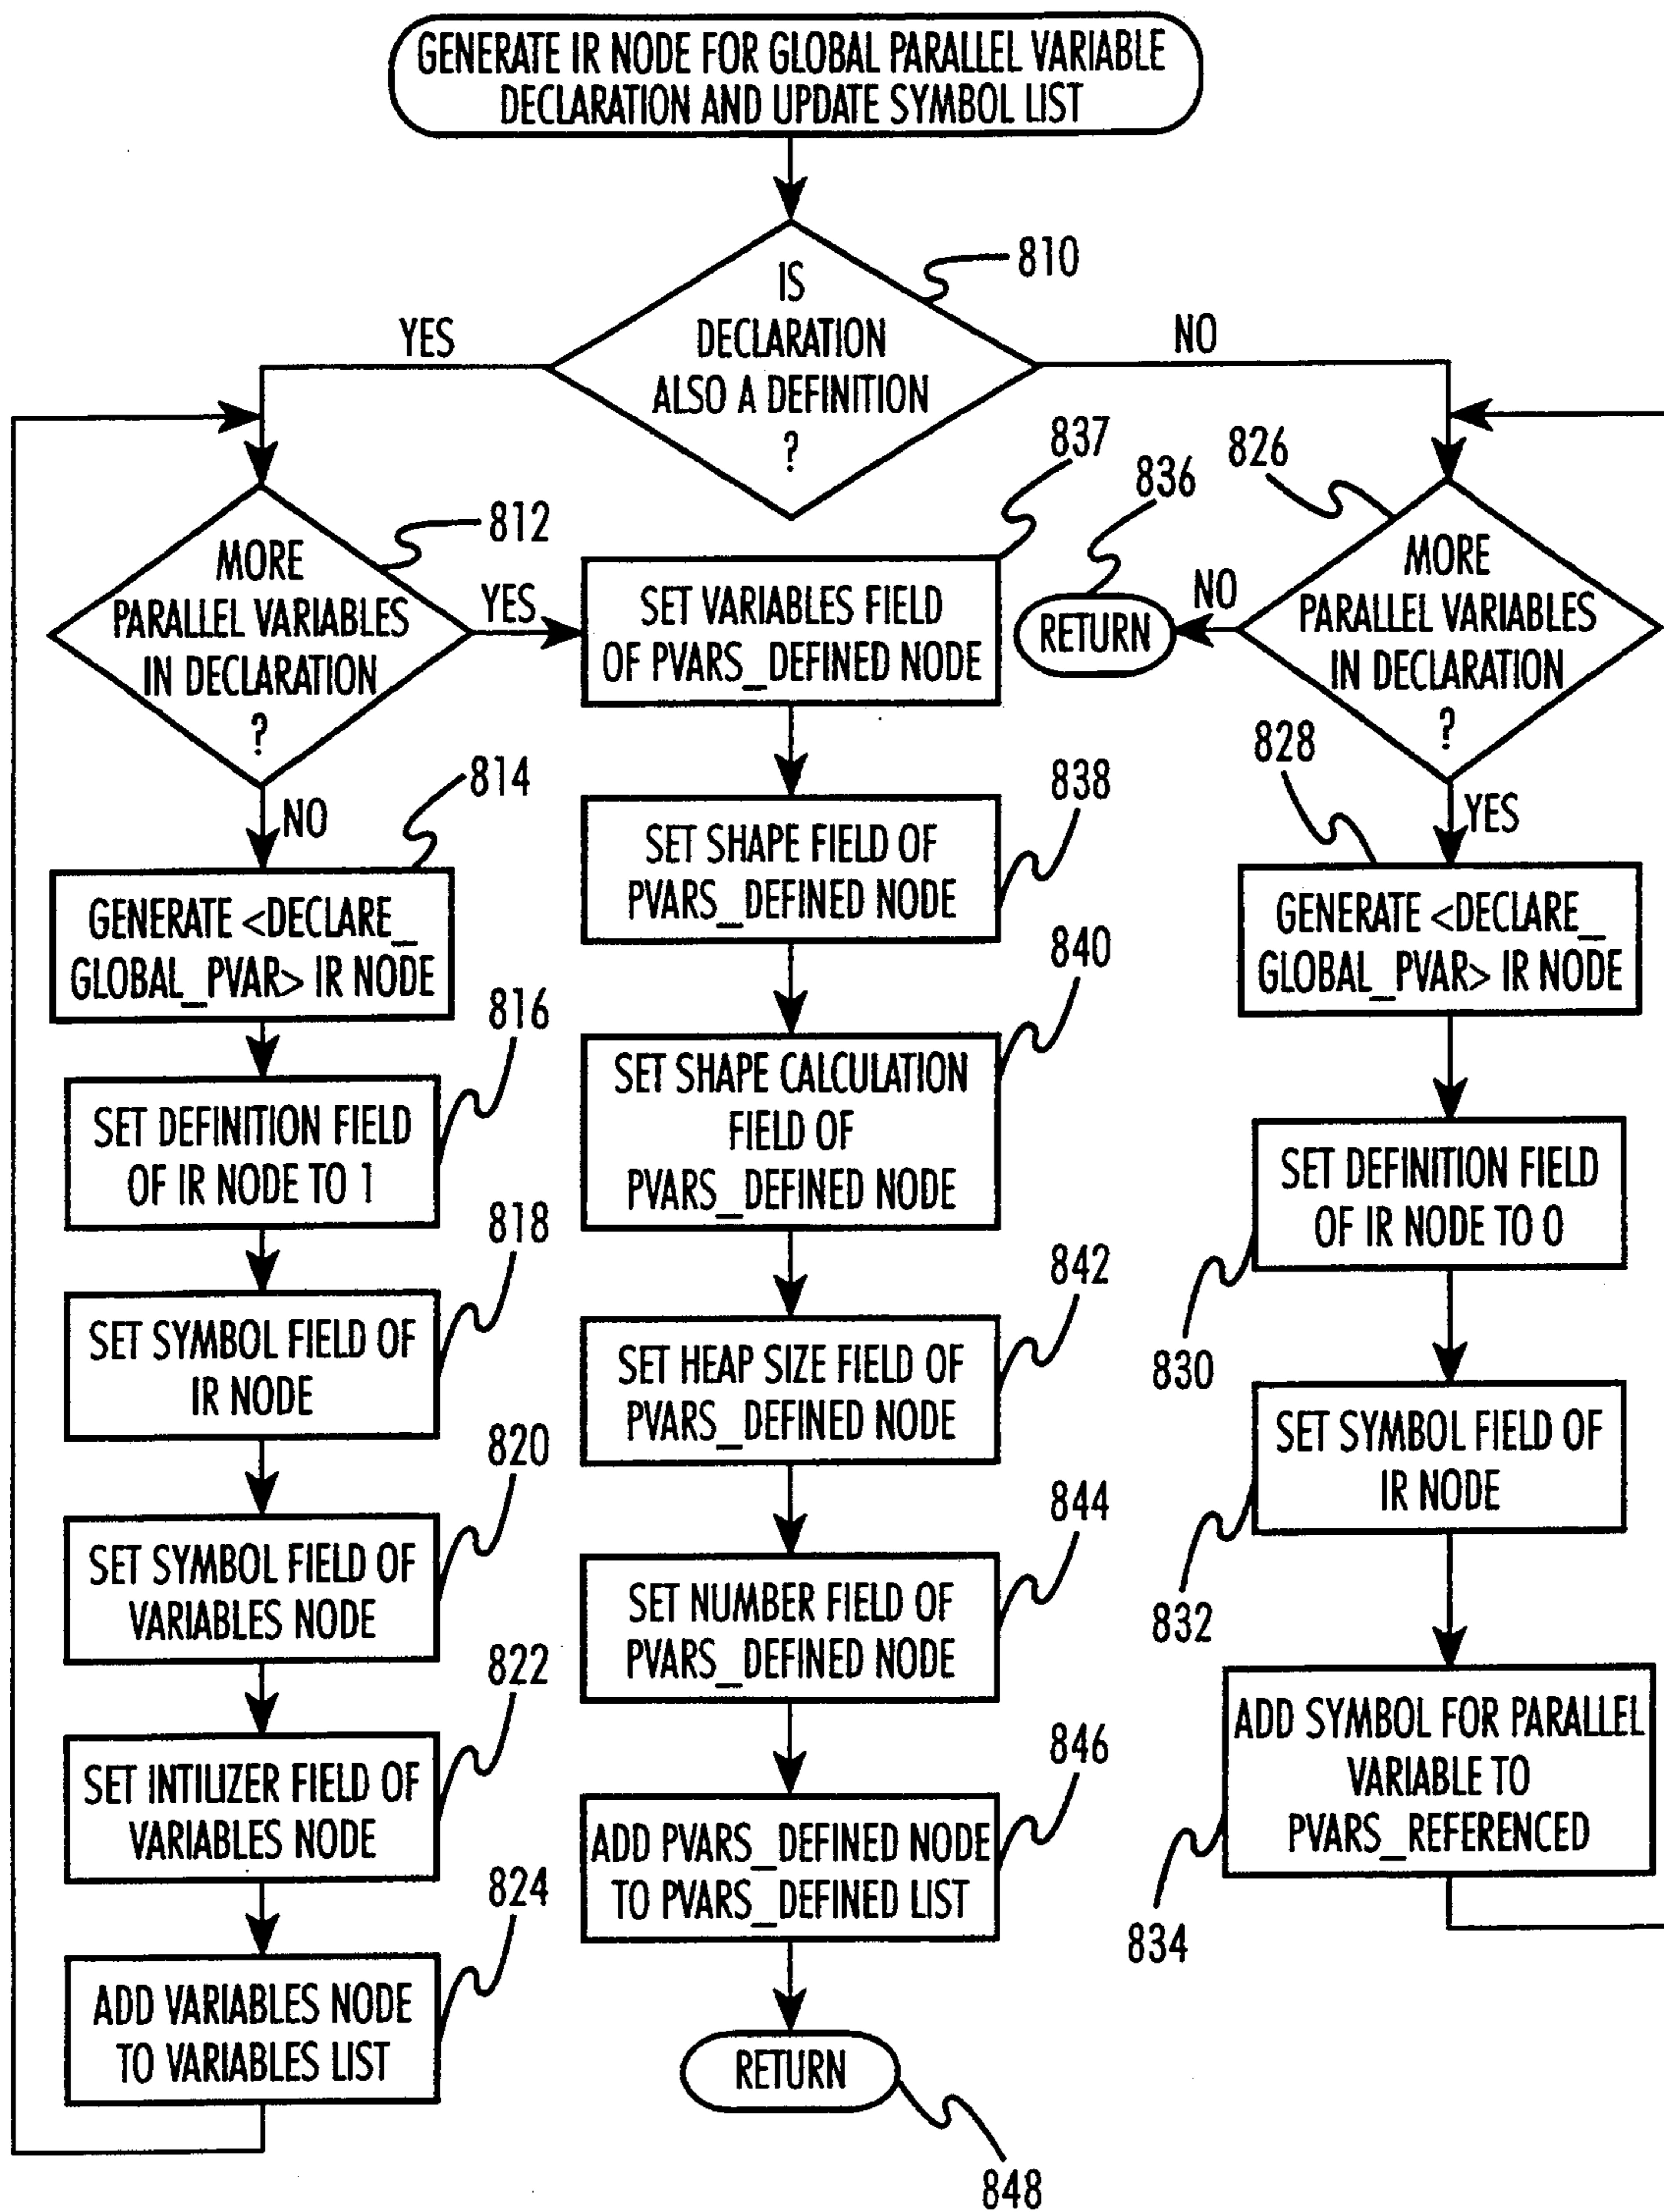 GENERATE IR NODE FOR GLOBAL PARALLEL VARIABLE
DECLARATION AND UPDATE SYMBOL LIST
810
IS
DECLARATION
ALSO A DEFINITION
?
YES
NO
812
MORE
PARALLEL VARIABLES
IN DECLARATION
?
YES
NO
814
GENERATE <DECLARE_
GLOBAL_PVAR> IR NODE
816
SET DEFINITION FIELD
OF IR NODE TO 1
818
SET SYMBOL FIELD OF
IR NODE
820
SET SYMBOL FIELD OF
VARIABLES NODE
822
SET INTILIZER FIELD OF
VARIABLES NODE
824
ADD VARIABLES NODE
TO VARIABLES LIST
837
SET VARIABLES FIELD
OF PVARS_DEFINED NODE
838
SET SHAPE FIELD OF
PVARS_DEFINED NODE
840
SET SHAPE CALCULATION
FIELD OF
PVARS_DEFINED NODE
842
SET HEAP SIZE FIELD OF
PVARS_DEFINED NODE
844
SET NUMBER FIELD OF
PVARS_DEFINED NODE
846
ADD PVARS_DEFINED NODE
TO PVARS_DEFINED LIST
RETURN
848
826
MORE
PARALLEL VARIABLES
IN DECLARATION
?
NO
836
RETURN
YES
828
GENERATE <DECLARE_
GLOBAL_PVAR> IR NODE
SET DEFINITION FIELD
OF IR NODE TO 0
830
SET SYMBOL FIELD OF
IR NODE
832
ADD SYMBOL FOR PARALLEL
VARIABLE TO
PVARS_REFERENCED
834